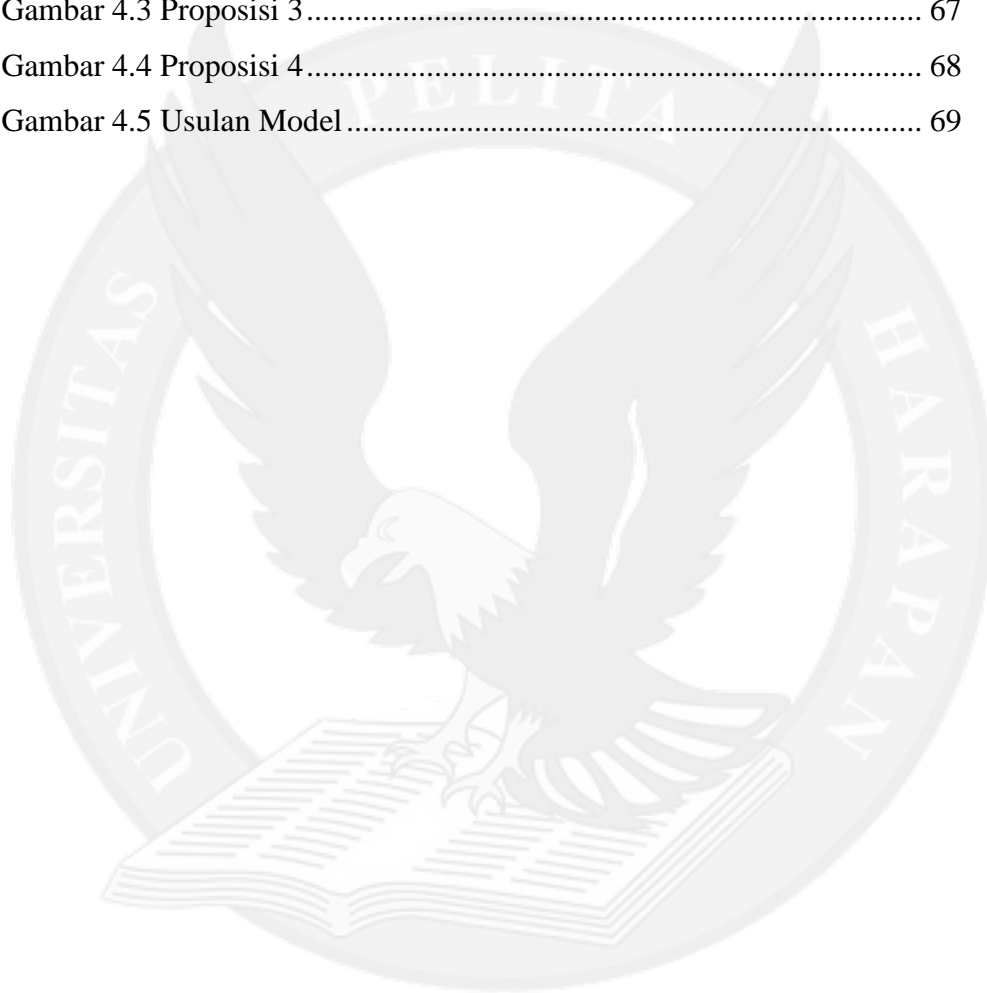 Gambar 4.3 Proposisi 3.......................................................................... 67
Gambar 4.4 Proposisi 4.......................................................................... 68
Gambar 4.5 Usulan Model..................................................................... 69
UNIVERSITAS PELITA HARAPAN